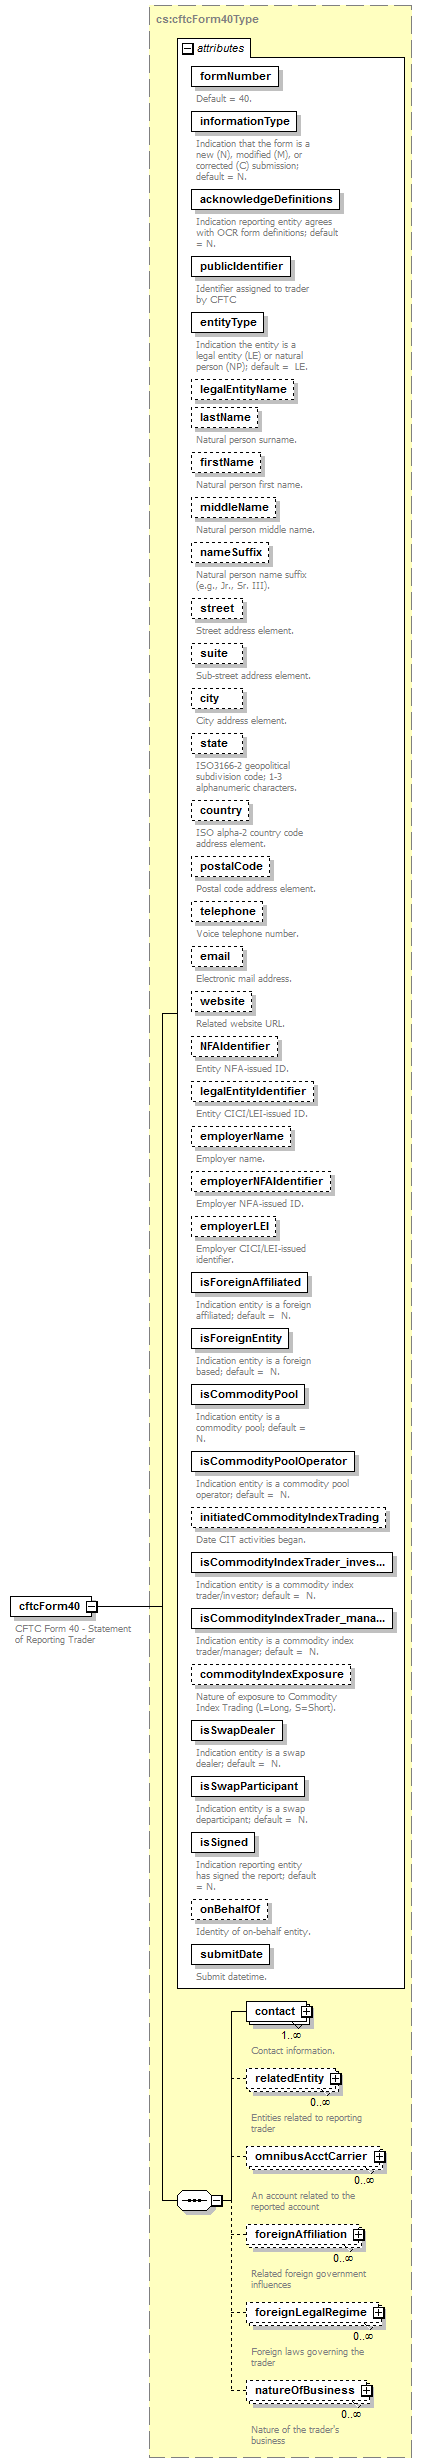 cs:cftcForm40Type
attributes
formNumber
Default = 40.
informationType
Indication that the form is a
new (N), modified (M), or
corrected (C) submission;
default = N.
acknowledgeDefinitions
Indication reporting entity agrees
with OCR form definitions; default
= N.
publicIdentifier
Identifier assigned to trader
by CFTC
entityType
Indication the entity is a
legal entity (LE) or natural
person (NP); default =  LE.
legalEntityName
lastName
Natural person surname.
firstName
Natural person first name.
middleName
Natural person middle name.
nameSuffix
Natural person name suffix
(e.g., Jr., Sr. III).
street
Street address element.
suite
Sub-street address element.
city
City address element.
state
ISO3166-2 geopolitical
subdivision code; 1-3
alphanumeric characters.
country
ISO alpha-2 country code
address element.
postalCode
Postal code address element.
telephone
Voice telephone number.
email
Electronic mail address.
website
Related website URL.
NFAIdentifier
Entity NFA-issued ID.
legalEntityIdentifier
Entity CICI/LEI-issued ID.
employerName
Employer name.
employerNFAIdentifier
Employer NFA-issued ID.
employerLEI
Employer CICI/LEI-issued
identifier.
isForeignAffiliated
Indication entity is a foreign
affiliated; default =  N.
isForeignEntity
Indication entity is a foreign
based; default =  N.
isCommodityPool
Indication entity is a
commodity pool; default =
N.
isCommodityPoolOperator
Indication entity is a commodity pool
operator; default =  N.
initiatedCommodityIndexTrading
Date CIT activities began.
isCommodityIndexTrader_inves...
Indication entity is a commodity index
trader/investor; default =  N.
cftcForm40
CFTC Form 40 - Statement
of Reporting Trader
isCommodityIndexTrader_mana...
Indication entity is a commodity index
trader/manager; default =  N.
commodityIndexExposure
Nature of exposure to Commodity
Index Trading (L=Long, S=Short).
isSwapDealer
Indication entity is a swap
dealer; default =  N.
isSwapParticipant
Indication entity is a swap
departicipant; default =  N.
isSigned
Indication reporting entity
has signed the report; default
= N.
onBehalfOf
Identity of on-behalf entity.
submitDate
Submit datetime.
contact
1..∞
Contact information.
relatedEntity
0..∞
Entities related to reporting
trader
omnibusAcctCarrier
0..∞
An account related to the
reported account
foreignAffiliation
0..∞
Related foreign government
influences
foreignLegalRegime
0..∞
Foreign laws governing the
trader
natureOfBusiness
0..∞
Nature of the trader's
business